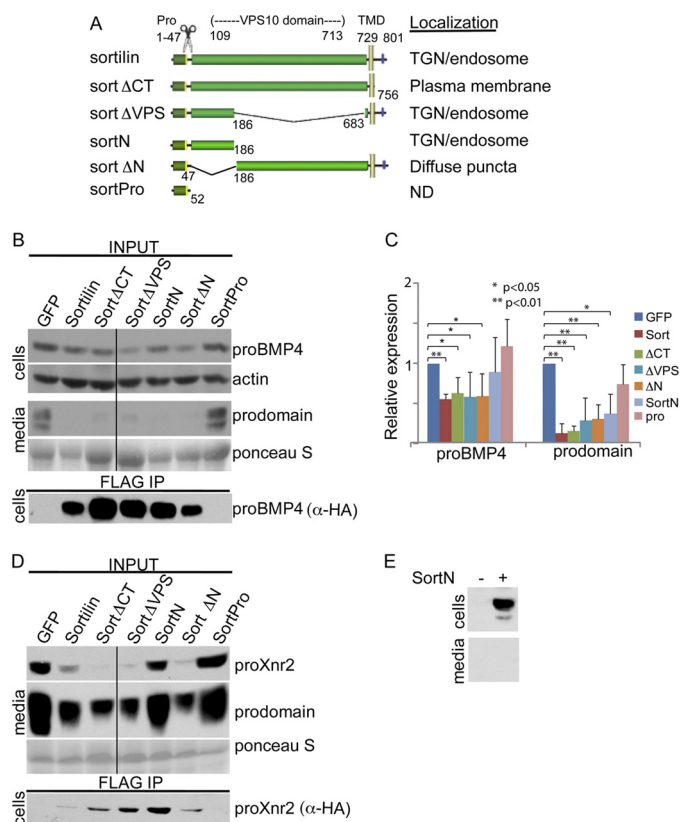 A
Pro (------VPS10 domain----) TMD Localization
1-47 109 713 729 801
sortilin TGN/endosome
sort ΔCT 756 Plasma membrane
sort ΔVPS 186 683 TGN/endosome
sortN 186 TGN/endosome
sort ΔN 47 186 Diffuse puncta
sortPro 52 ND
B
INPUT
GFP Sortilin SortΔCT SortΔVPS SortN Sort ΔN SortPro
cells
proBMP4
actin
media
prodomain
ponceau S
FLAG IP
cells
proBMP4 (α-HA)
C
Relative expression
2
1
0
* p<0.05
** p<0.01
** * * *
** ** ** ** *
GFP
Sort
ΔCT
ΔVPS
ΔN
SortN
pro
proBMP4 prodomain
D
INPUT
GFP Sortilin SortΔCT SortΔVPS SortN Sort ΔN SortPro
media
proXnr2
prodomain
ponceau S
FLAG IP
cells
proXnr2 (α-HA)
E
SortN - +
cells
media